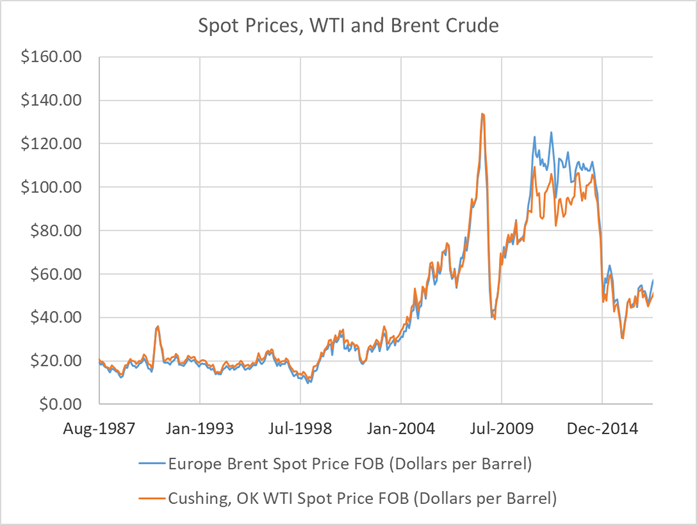 Spot Prices, WTI and Brent Crude
$160.00
$140.00
$120.00
$100.00
$80.00
$60.00
$40.00
$20.00
$0.00
Aug-1987 Jan-1993 Jul-1998 Jan-2004 Jul-2009 Dec-2014
Europe Brent Spot Price FOB (Dollars per Barrel)
Cushing, OK WTI Spot Price FOB (Dollars per Barrel)